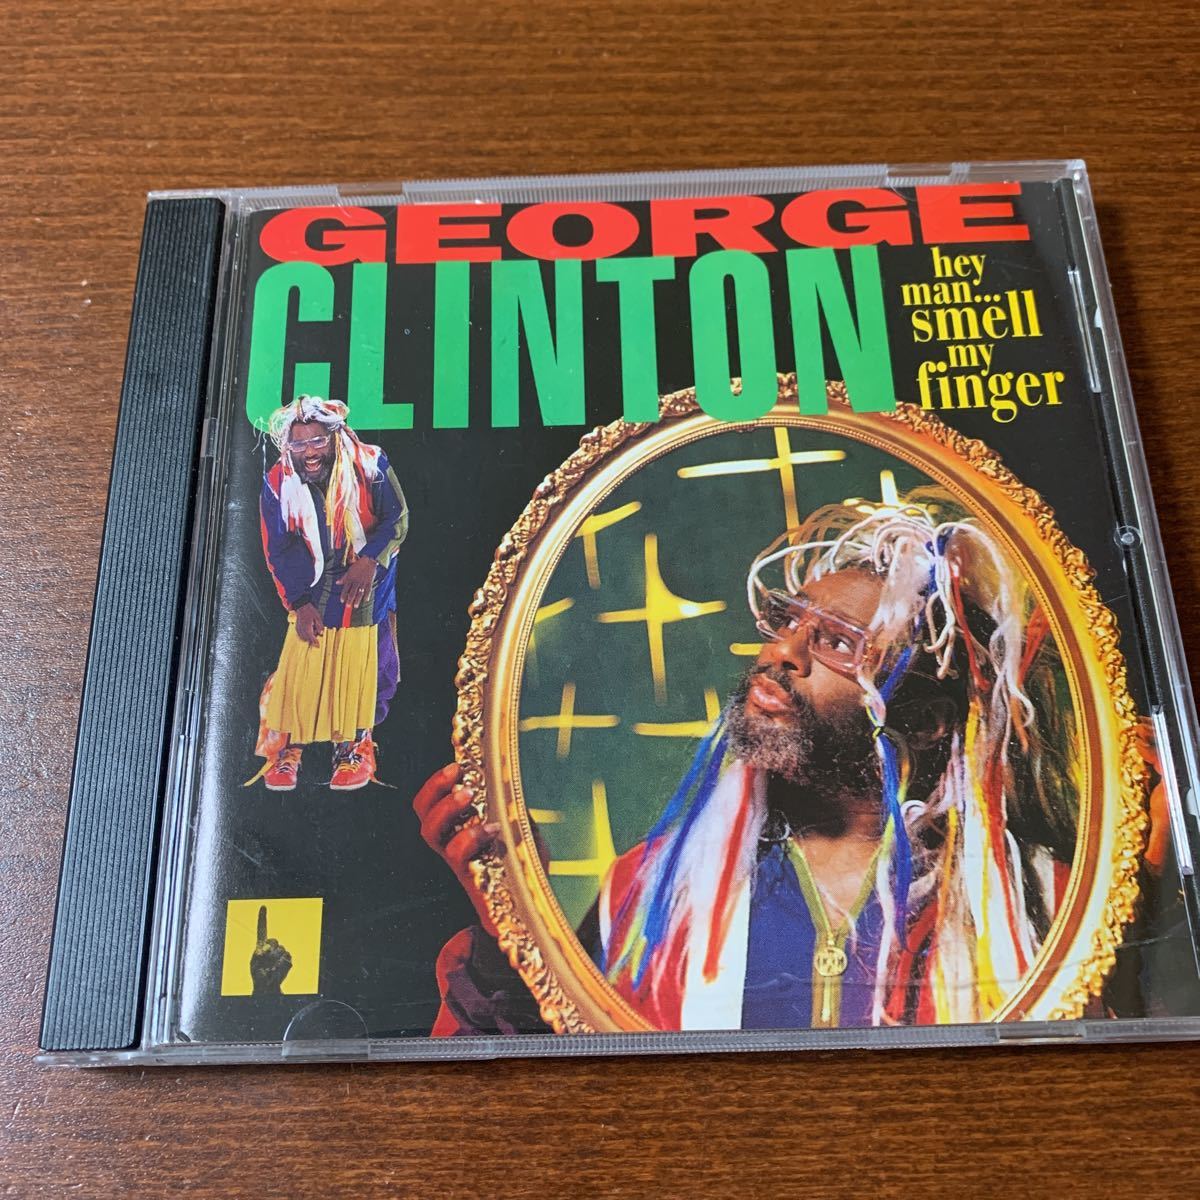 GEORGE
CLINTON
hey
man...
smell
my
finger